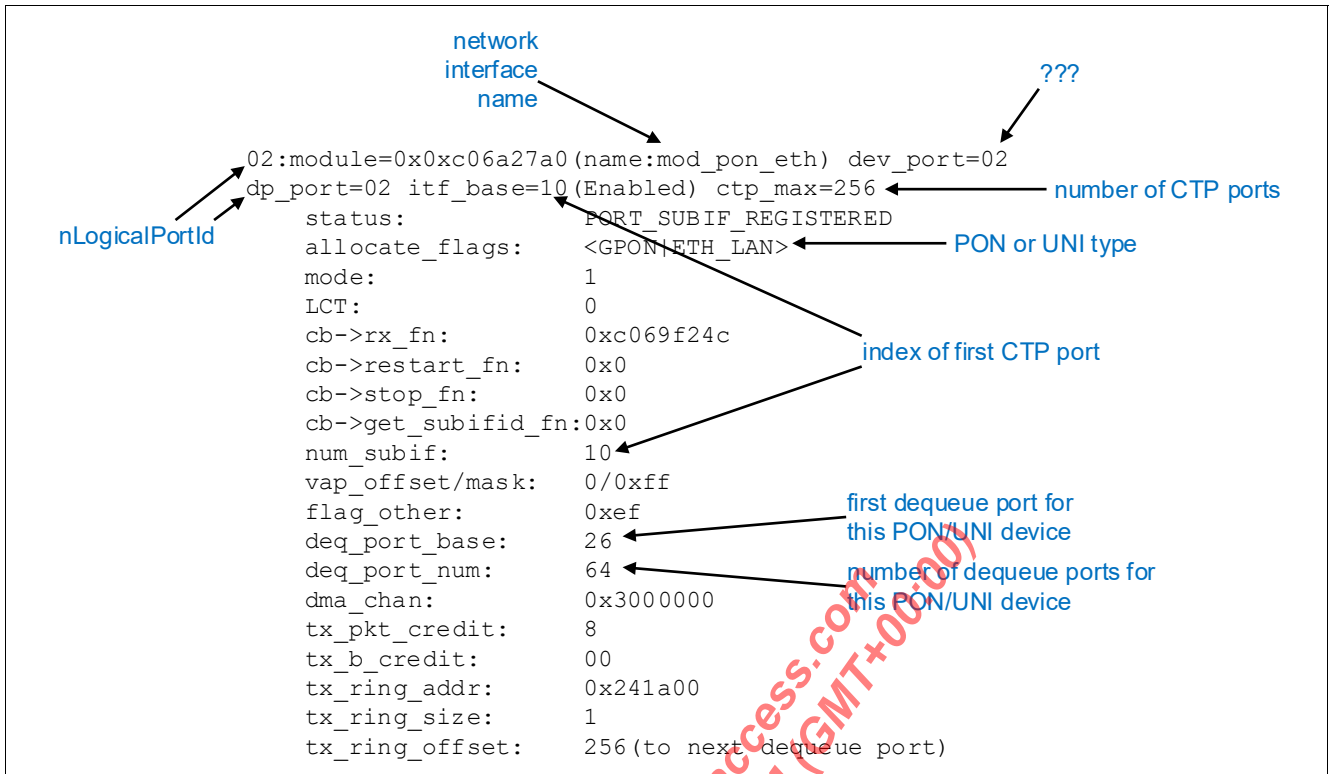 network
interface
name
???
02:module=0x0xc06a27a0(name:mod_pon_eth) dev_port=02
dp_port=02 itf_base=10(Enabled) ctp_max=256
number of CTP ports
nLogicalPortId
status: PORT_SUBIF_REGISTERED
allocate_flags: <GPON|ETH_LAN>
PON or UNI type
mode: 1
LCT: 0
cb->rx_fn: 0xc069f24c
cb->restart_fn: 0x0
index of first CTP port
cb->stop_fn: 0x0
cb->get_subifid_fn:0x0
num_subif: 10
vap_offset/mask: 0/0xff
flag_other: 0xef
first dequeue port for
this PON/UNI device
deq_port_base: 26
deq_port_num: 64
number of dequeue ports for
this PON/UNI device
dma_chan: 0x3000000
tx_pkt_credit: 8
tx_b_credit: 00
tx_ring_addr: 0x241a00
tx_ring_size: 1
tx_ring_offset: 256(to next dequeue port)
(GMT+00:00)